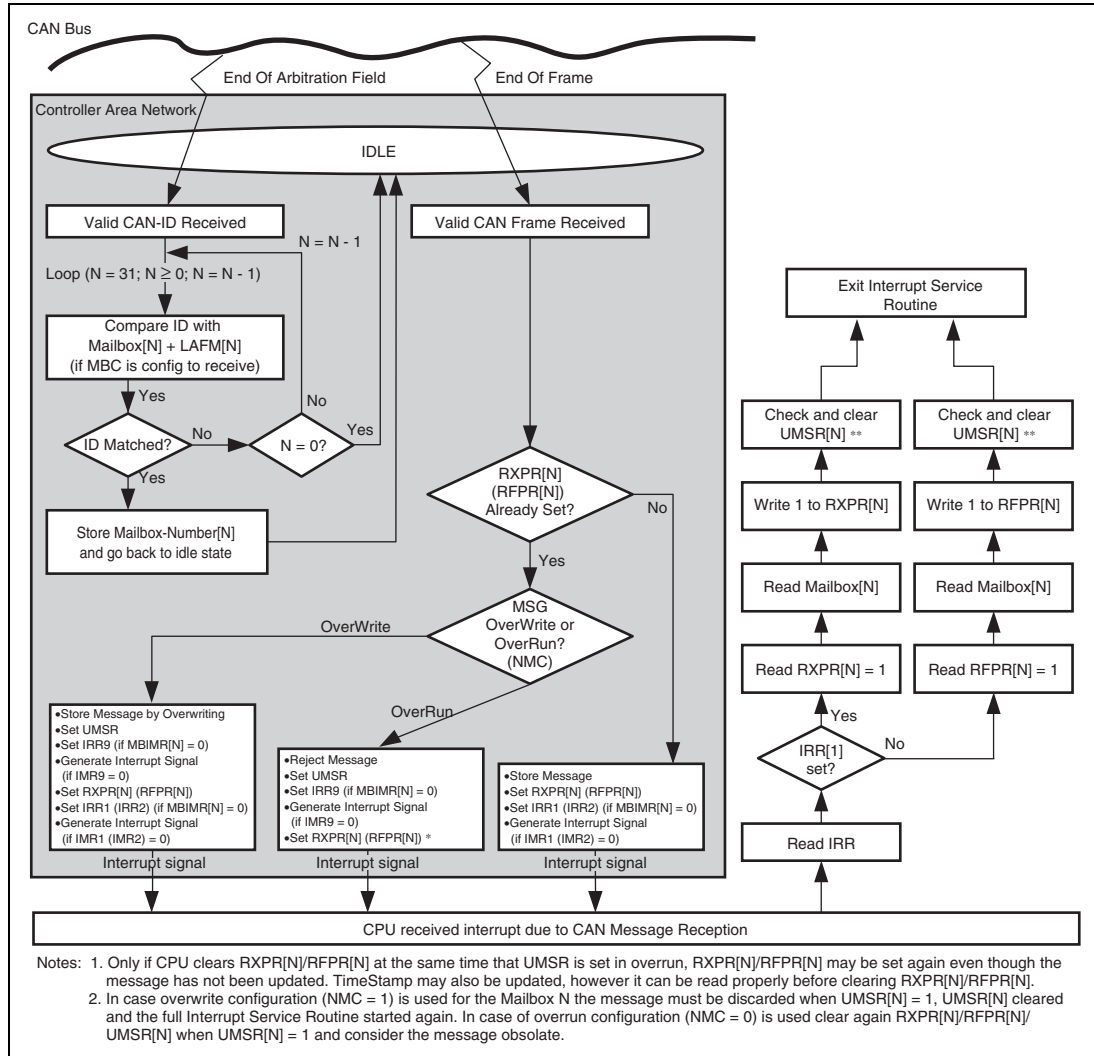 CAN Bus
End Of Arbitration Field
End Of Frame
Controller Area Network
IDLE
Valid CAN-ID Received
Valid CAN Frame Received
N = N - 1
Loop (N = 31; N ≥ 0; N = N - 1)
Compare ID with
Mailbox[N] + LAFM[N]
(if MBC is config to receive)
Yes
ID Matched?
No
N = 0?
No
Yes
Yes
Store Mailbox-Number[N]
and go back to idle state
RXPR[N]
(RFPR[N])
Already Set?
No
Yes
MSG
OverWrite or
OverRun?
(NMC)
OverWrite
OverRun
•Store Message by Overwriting
•Set UMSR
•Set IRR9 (if MBIMR[N] = 0)
•Generate Interrupt Signal
(if IMR9 = 0)
•Set RXPR[N] (RFPR[N])
•Set IRR1 (IRR2) (if MBIMR[N] = 0)
•Generate Interrupt Signal
(if IMR1 (IMR2) = 0)
Interrupt signal
•Reject Message
•Set UMSR
•Set IRR9 (if MBIMR[N] = 0)
•Generate Interrupt Signal
(if IMR9 = 0)
•Set RXPR[N] (RFPR[N]) *
Interrupt signal
•Store Message
•Set RXPR[N] (RFPR[N])
•Set IRR1 (IRR2) (if MBIMR[N] = 0)
•Generate Interrupt Signal
(if IMR1 (IMR2) = 0)
Interrupt signal
Exit Interrupt Service
Routine
Check and clear
UMSR[N] **
Check and clear
UMSR[N] **
Write 1 to RXPR[N]
Write 1 to RFPR[N]
Read Mailbox[N]
Read Mailbox[N]
Read RXPR[N] = 1
Read RFPR[N] = 1
Yes
IRR[1]
set?
No
Read IRR
CPU received interrupt due to CAN Message Reception
Notes: 1. Only if CPU clears RXPR[N]/RFPR[N] at the same time that UMSR is set in overrun, RXPR[N]/RFPR[N] may be set again even though the
message has not been updated. TimeStamp may also be updated, however it can be read properly before clearing RXPR[N]/RFPR[N].
2. In case overwrite configuration (NMC = 1) is used for the Mailbox N the message must be discarded when UMSR[N] = 1, UMSR[N] cleared
and the full Interrupt Service Routine started again. In case of overrun configuration (NMC = 0) is used clear again RXPR[N]/RFPR[N]/
UMSR[N] when UMSR[N] = 1 and consider the message obsolate.